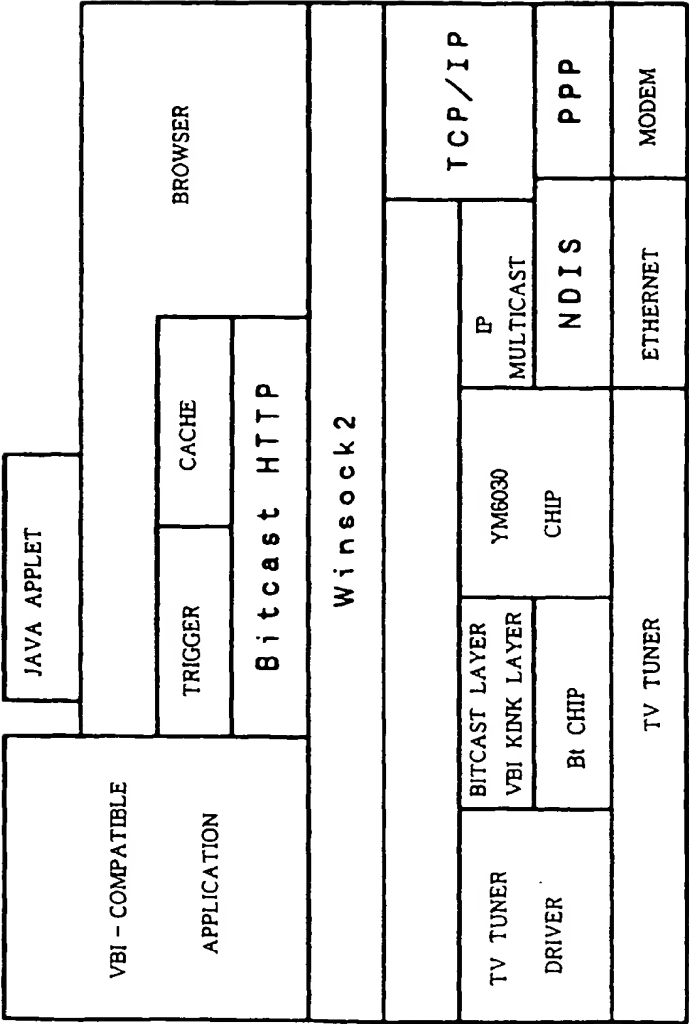 JAVA APPLET
VBI - COMPATIBLE
APPLICATION
BROWSER
TRIGGER
CACHE
Bitcast HTTP
Winsock2
TCP/IP
TV TUNER
DRIVER
BITCAST LAYER
VBI KINK LAYER
Bt CHIP
YM6030
CHIP
IP
MULTICAST
NDIS
PPP
TV TUNER
ETHERNET
MODEM